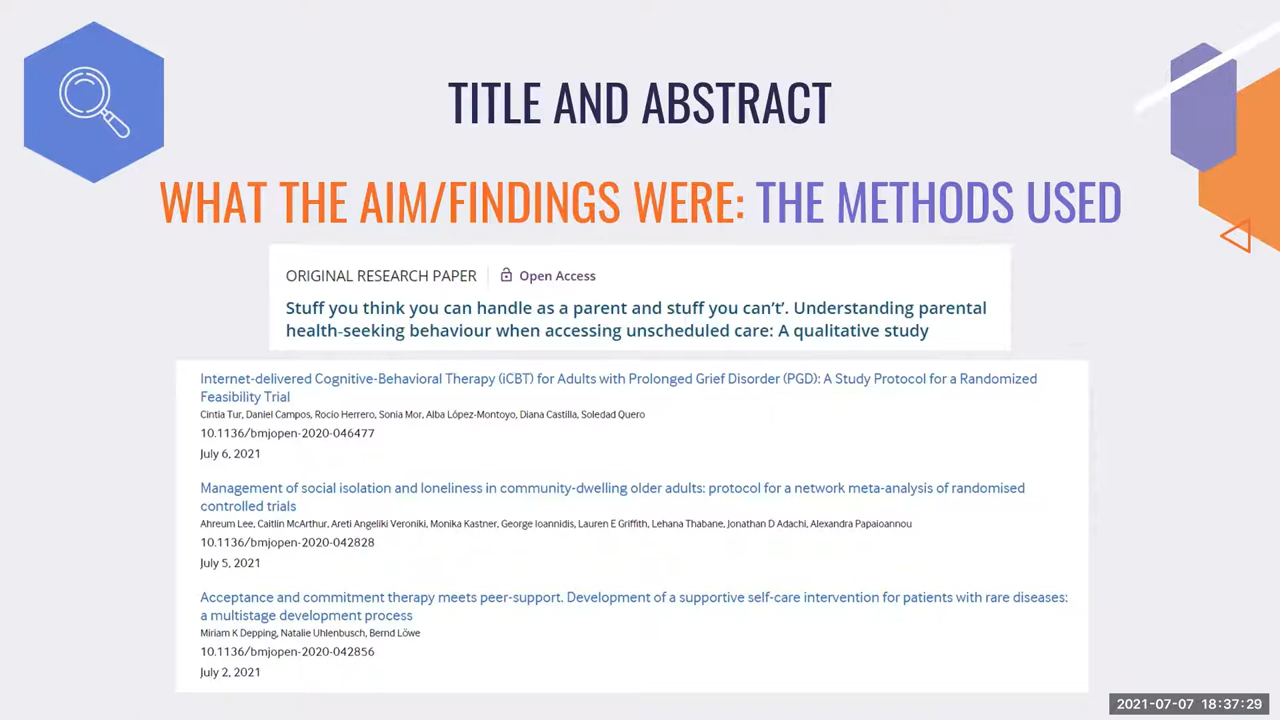 TITLE AND ABSTRACT
WHAT THE AIM/FINDINGS WERE: THE METHODS USED
ORIGINAL RESEARCH PAPER | Open Access
Stuff you think you can handle as a parent and stuff you can't'. Understanding parental
health-seeking behaviour when accessing unscheduled care: A qualitative study
Internet-delivered Cognitive-Behavioral Therapy (iCBT) for Adults with Prolonged Grief Disorder (PGD): A Study Protocol for a Randomized
Feasibility Trial
Cintia Tur, Daniel Campos, Rocio Herrero, Sonia Mor, Alba López-Montoyo, Diana Castilla, Soledad Quero
10.1136/bmjopen-2020-046477
July 6, 2021
Management of social isolation and loneliness in community-dwelling older adults: protocol for a network meta-analysis of randomised
controlled trials
Ahreum Lee, Caitlin McArthur, Areti Angeliki Veroniki, Monika Kastner, George Ioannidis, Lauren E Griffith, Lehana Thabane, Jonathan D Adachi, Alexandra Papaioannou
10.1136/bmjopen-2020-042828
July 5, 2021
Acceptance and commitment therapy meets peer-support. Development of a supportive self-care intervention for patients with rare diseases:
a multistage development process
Miriam K Depping, Natalie Uhlenbusch, Bernd Löwe
10.1136/bmjopen-2020-042856
July 2, 2021
2021-07-07 18:37:29